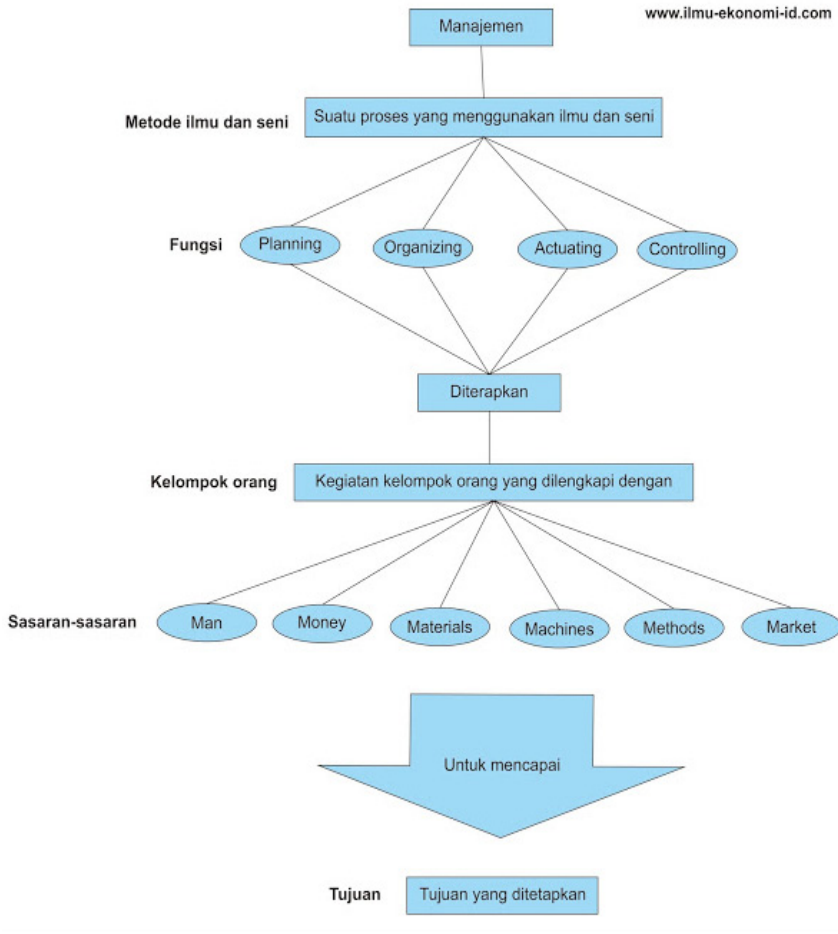 www.ilmu-ekonomi-id.com
Manajemen
Metode ilmu dan seni
Suatu proses yang menggunakan ilmu dan seni
Fungsi
Planning
Organizing
Actuating
Controlling
Diterapkan
Kelompok orang
Kegiatan kelompok orang yang dilengkapi dengan
Sasaran-sasaran
Man
Money
Materials
Machines
Methods
Market
Untuk mencapai
Tujuan
Tujuan yang ditetapkan